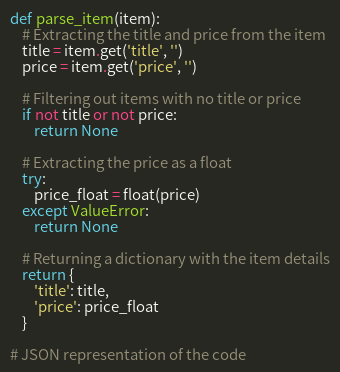 def parse_item(item):
    # Extracting the title and price from the item
    title = item.get('title', '')
    price = item.get('price', '')

    # Filtering out items with no title or price
    if not title or not price:
        return None

    # Extracting the price as a float
    try:
        price_float = float(price)
    except ValueError:
        return None

    # Returning a dictionary with the item details
    return {
        'title': title,
        'price': price_float
    }

# JSON representation of the code